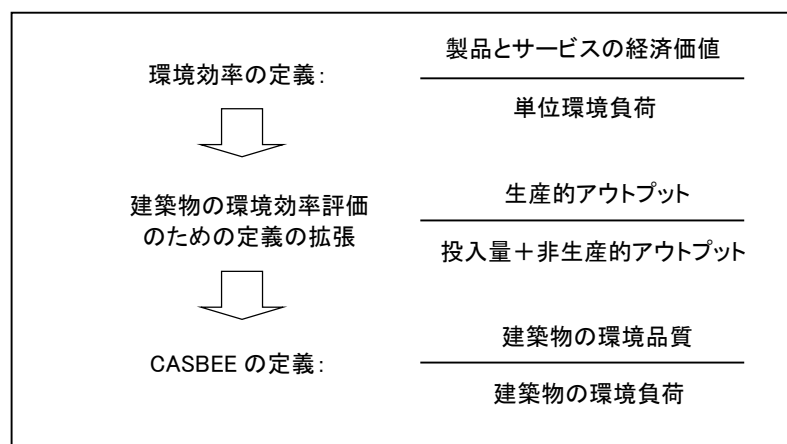 環境効率の定義：
製品とサービスの経済価値
単位環境負荷
建築物の環境効率評価
のための定義の拡張
生産的アウトプット
投入量＋非生産的アウトプット
CASBEE の定義：
建築物の環境品質
建築物の環境負荷